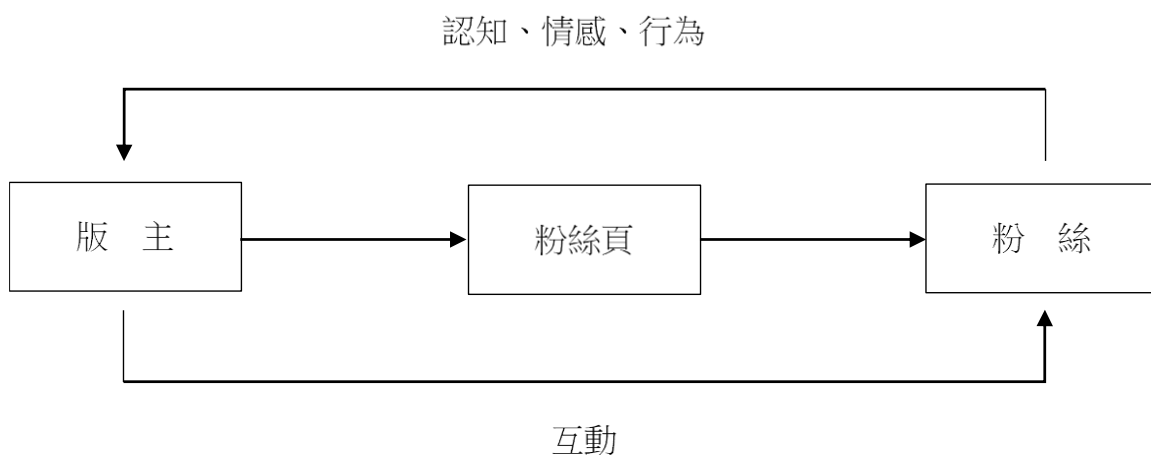 認知、情感、行為
版　主
粉絲頁
粉　絲
互動